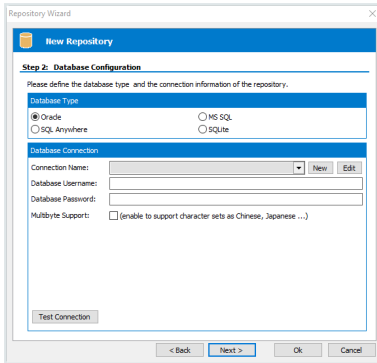 Repository Wizard
New Repository
Step 2: Database Configuration
Please define the database type and the connection information of the repository.
Database Type
Oracle
MS SQL
SQL Anywhere
SQLite
Database Connection
Connection Name:
New
Edit
Database Username:
Database Password:
Multibyte Support:
(enable to support character sets as Chinese, Japanese ...)
Test Connection
< Back
Next >
Ok
Cancel